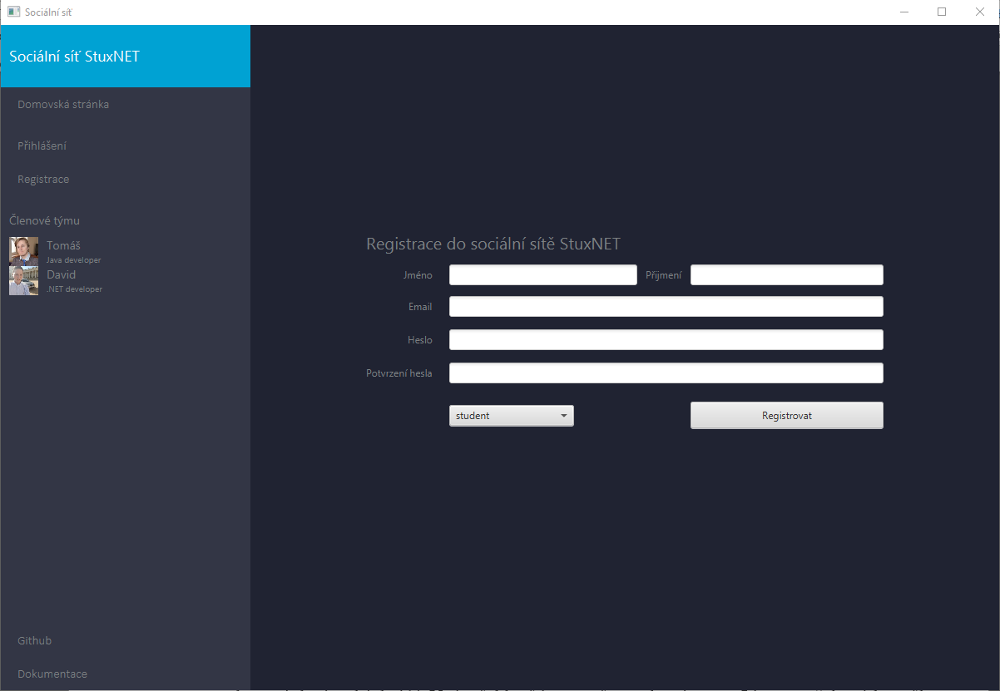 Sociální síť
Sociální síť StuxNET
Domovská stránka
Přihlášení
Registrace
Členové týmu
Tomáš
Java developer
David
.NET developer
Github
Dokumentace
Registrace do sociální sítě StuxNET
Jméno
Příjmení
Email
Heslo
Potvrzení hesla
student
Registrovat